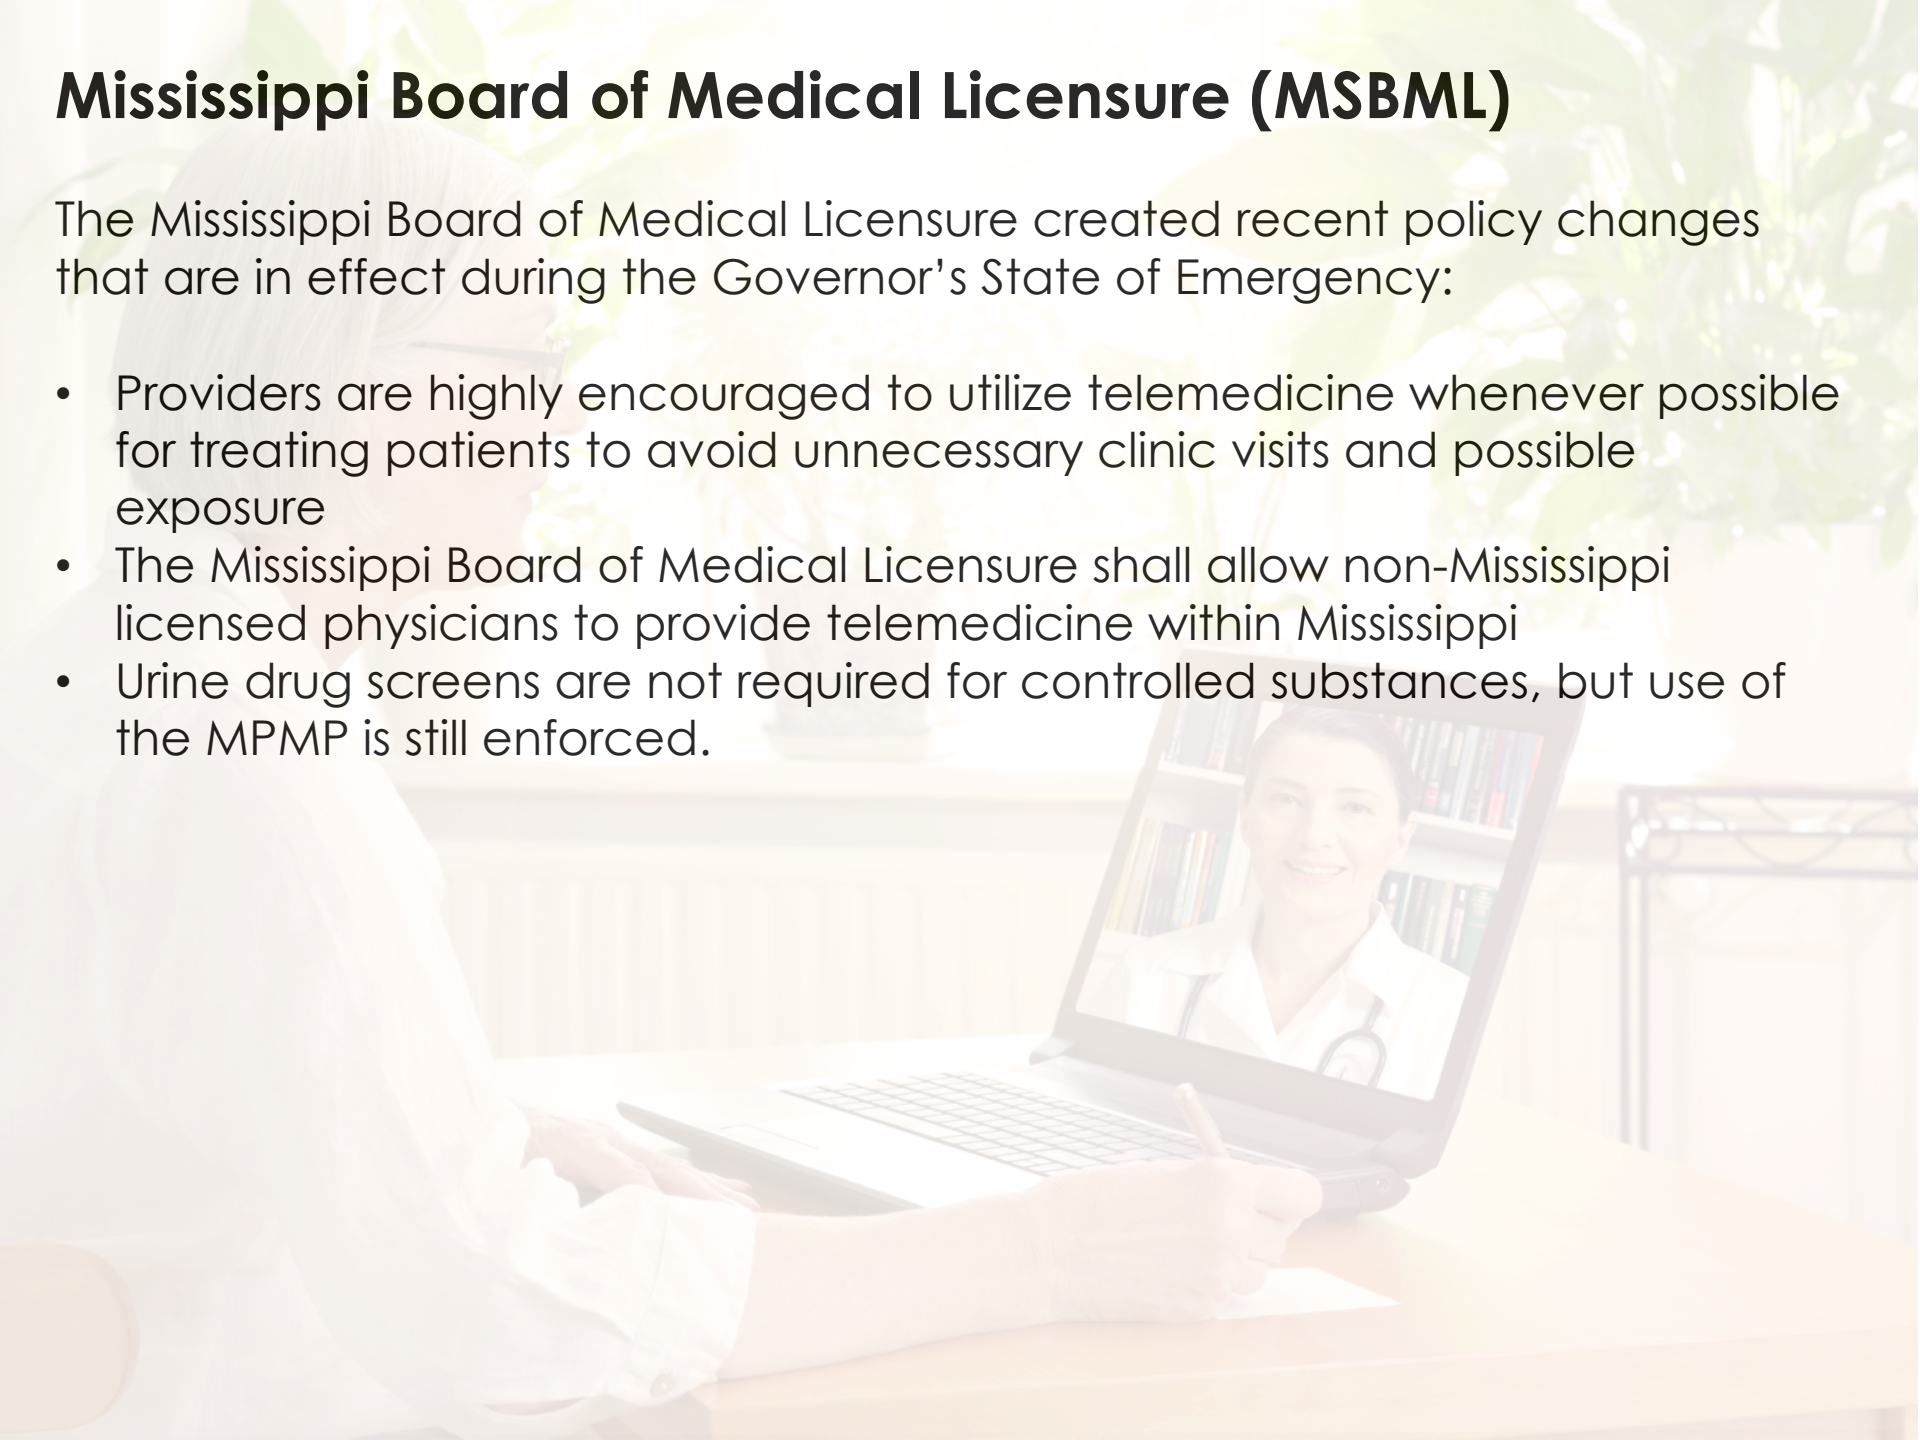 Mississippi Board of Medical Licensure (MSBML)
The Mississippi Board of Medical Licensure created recent policy changes
that are in effect during the Governor’s State of Emergency:
• Providers are highly encouraged to utilize telemedicine whenever possible
for treating patients to avoid unnecessary clinic visits and possible
exposure
• The Mississippi Board of Medical Licensure shall allow non-Mississippi
licensed physicians to provide telemedicine within Mississippi
• Urine drug screens are not required for controlled substances, but use of
the MPMP is still enforced.